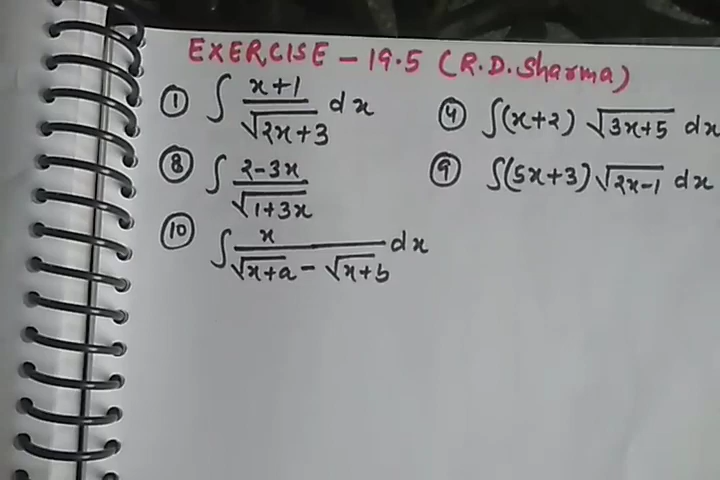 EXERCISE - 19.5 (R.D. Sharma)
① ∫ (x+1)/√(2x+3) dx ④ ∫(x+2) √(3x+5) dx
⑧ ∫ (2-3x)/√(1+3x) ⑨ ∫(5x+3) √(2x-1) dx
⑩ ∫ x/(√(x+a) - √(x+b)) dx